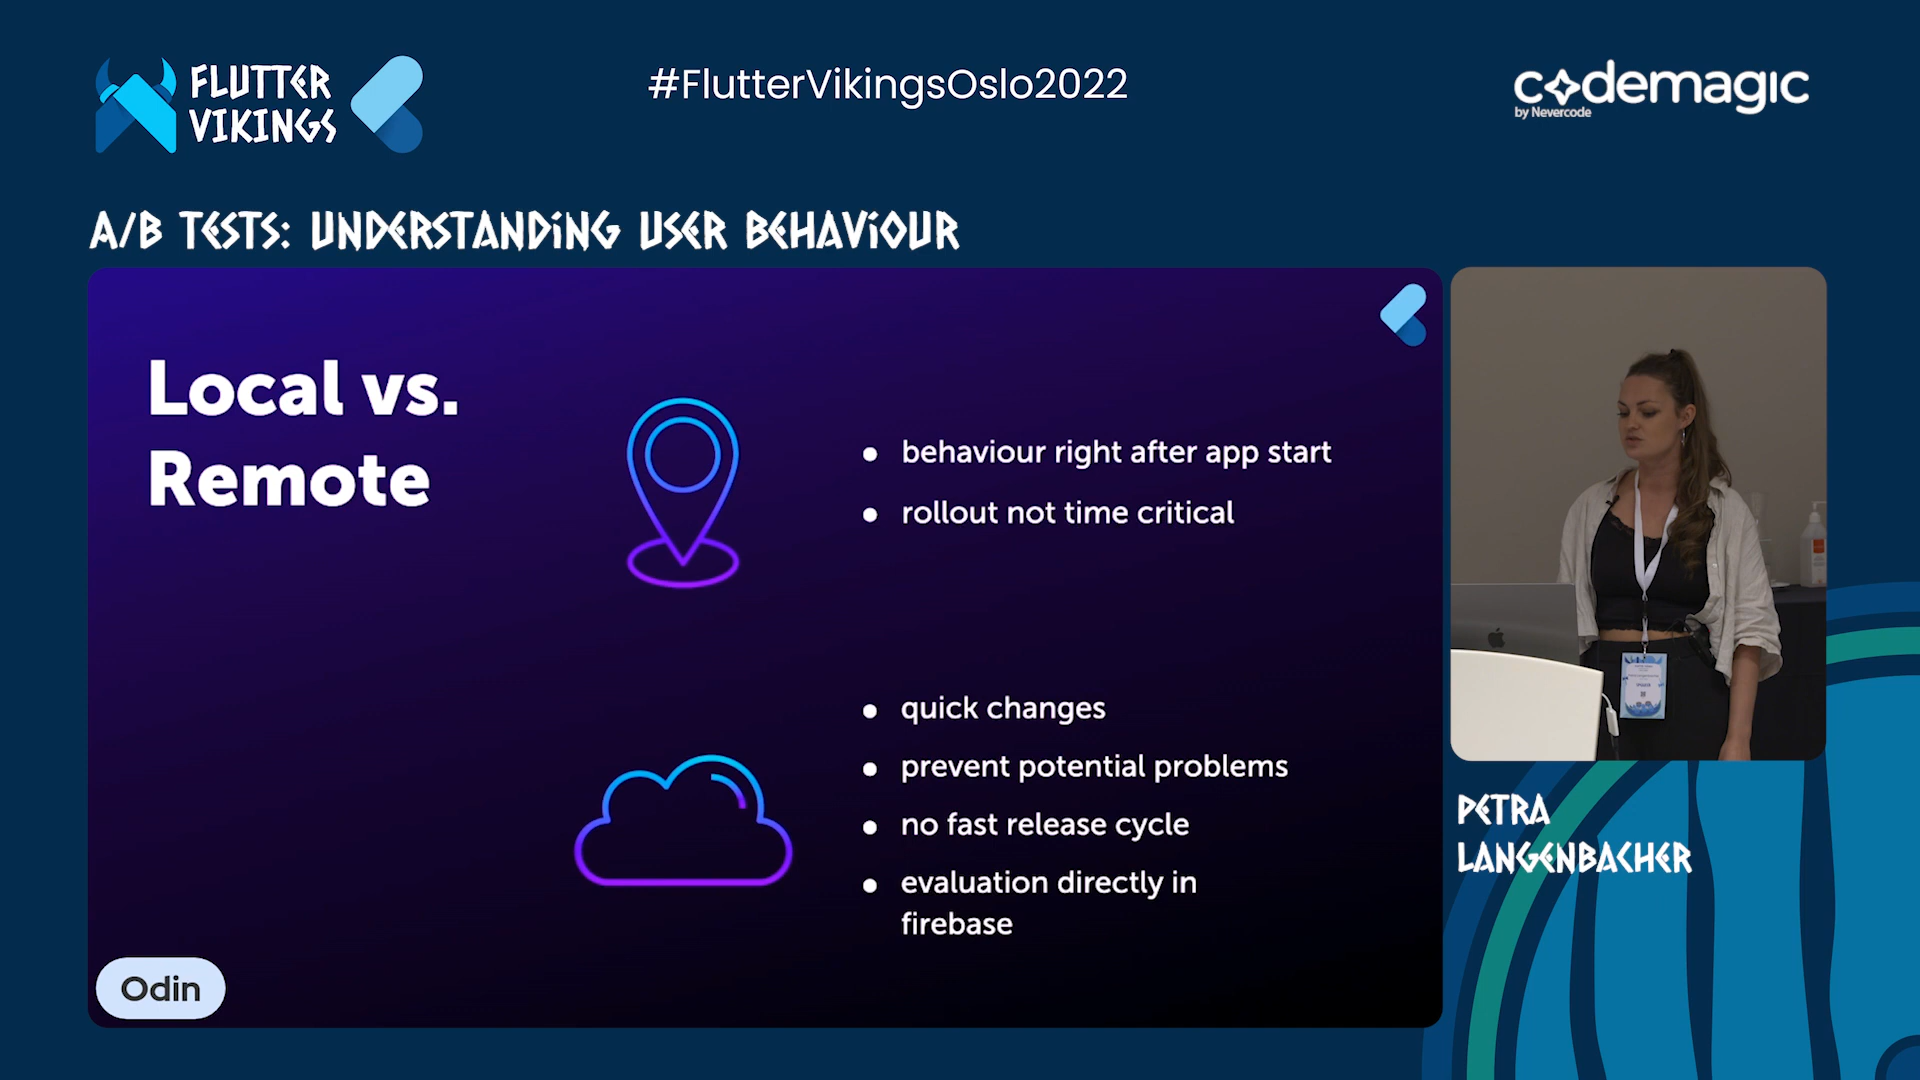 FLUTTER
VIKINGS
#FlutterVikingsOslo2022
codemagic
by Nevercode
A/B TESTS: UNDERSTANDING USER BEHAVIOUR
Local vs.
Remote
behaviour right after app start
rollout not time critical
quick changes
prevent potential problems
no fast release cycle
evaluation directly in
firebase
Odin
PETRA
LANGENBACHER